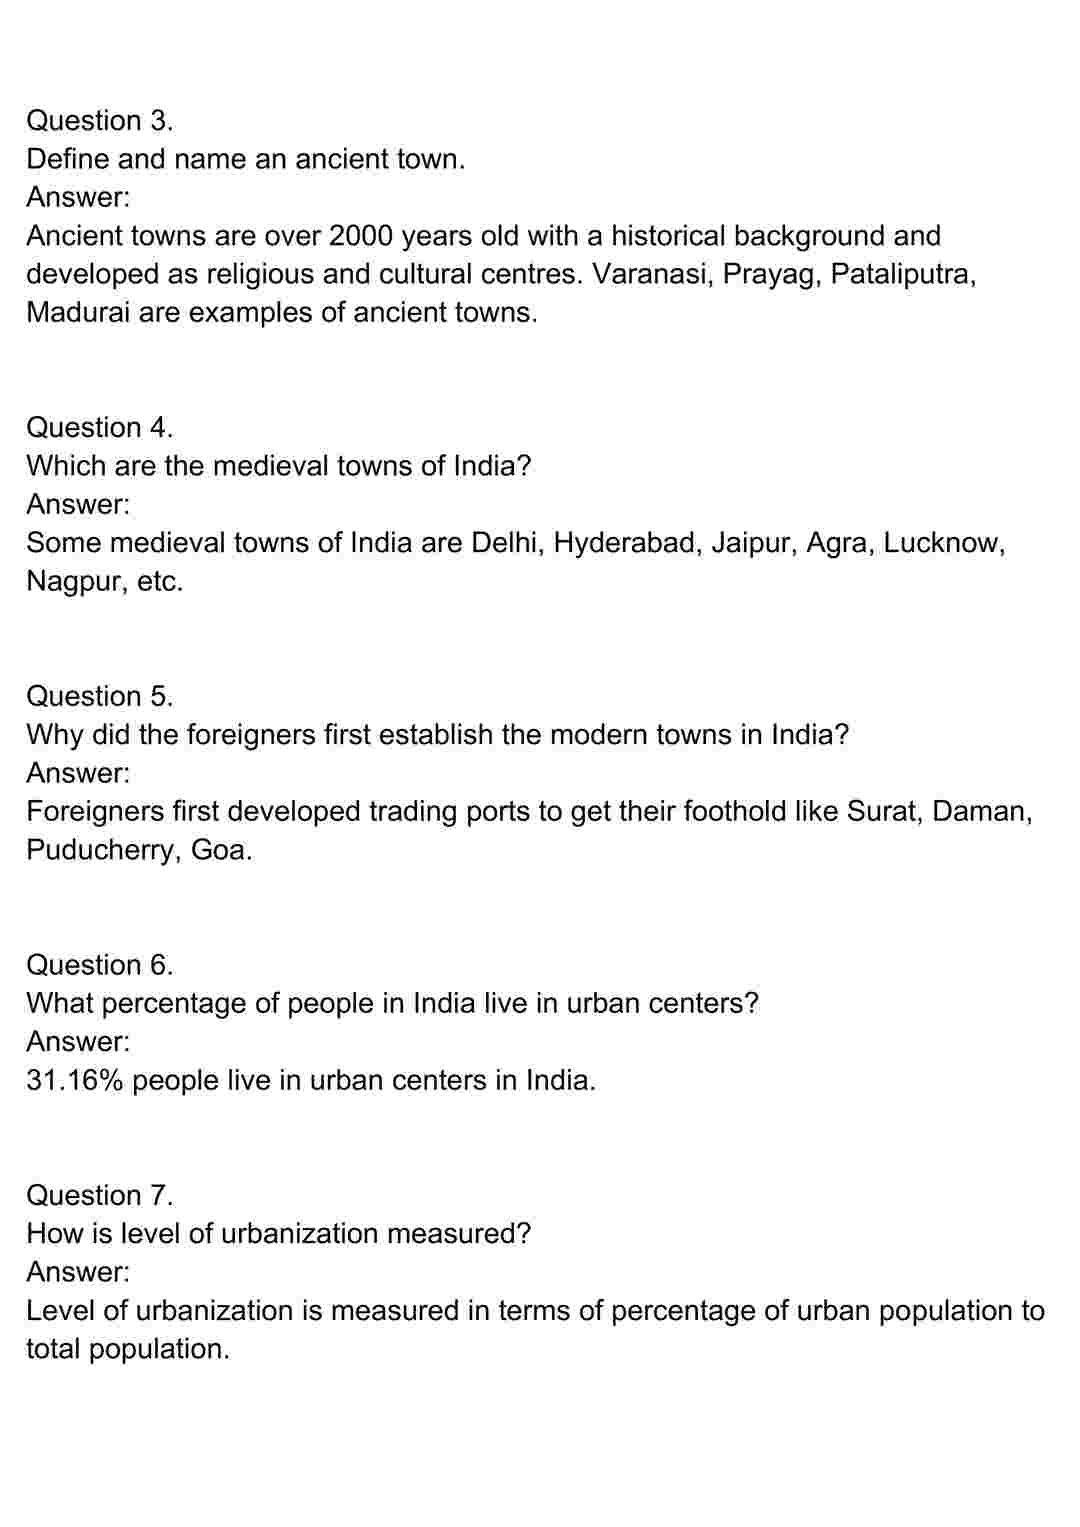 Question 3.
Define and name an ancient town.
Answer:
Ancient towns are over 2000 years old with a historical background and
developed as religious and cultural centres. Varanasi, Prayag, Pataliputra,
Madurai are examples of ancient towns.
Question 4.
Which are the medieval towns of India?
Answer:
Some medieval towns of India are Delhi, Hyderabad, Jaipur, Agra, Lucknow,
Nagpur, etc.
Question 5.
Why did the foreigners first establish the modern towns in India?
Answer:
Foreigners first developed trading ports to get their foothold like Surat, Daman,
Puducherry, Goa.
Question 6.
What percentage of people in India live in urban centers?
Answer:
31.16% people live in urban centers in India.
Question 7.
How is level of urbanization measured?
Answer:
Level of urbanization is measured in terms of percentage of urban population to
total population.